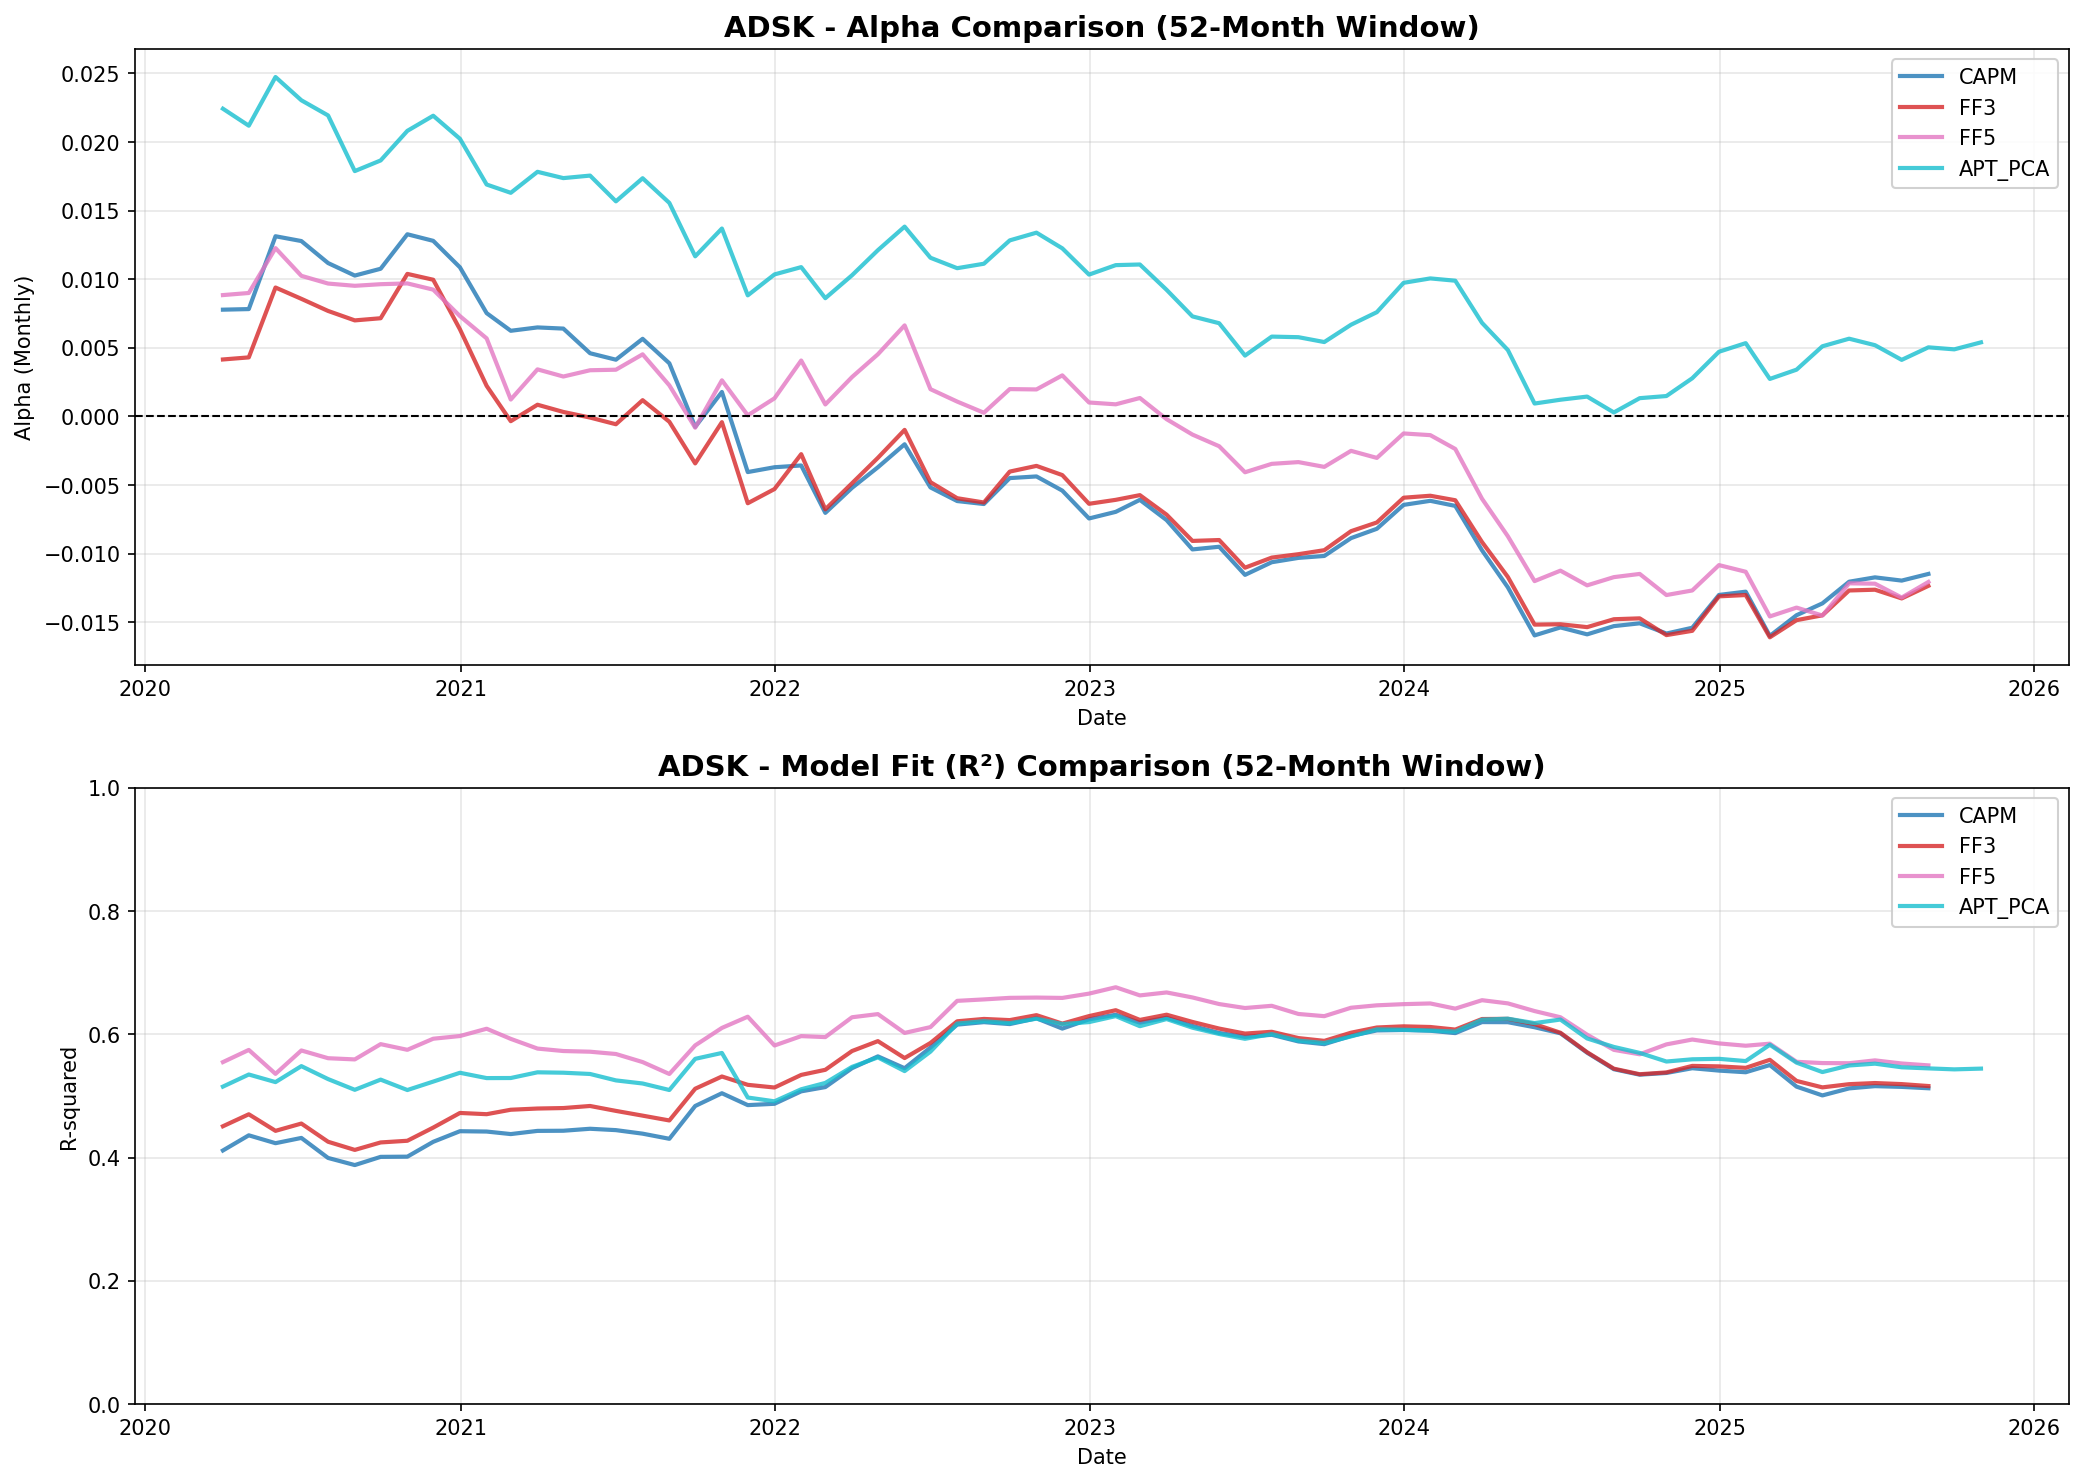 ADSK - Alpha Comparison (52-Month Window)
Alpha (Monthly)
0.025
0.020
0.015
0.010
0.005
0.000
−0.005
−0.010
−0.015
CAPM
FF3
FF5
APT_PCA
2020 2021 2022 2023 2024 2025 2026
Date
ADSK - Model Fit (R²) Comparison (52-Month Window)
R-squared
1.0
0.8
0.6
0.4
0.2
0.0
CAPM
FF3
FF5
APT_PCA
2020 2021 2022 2023 2024 2025 2026
Date